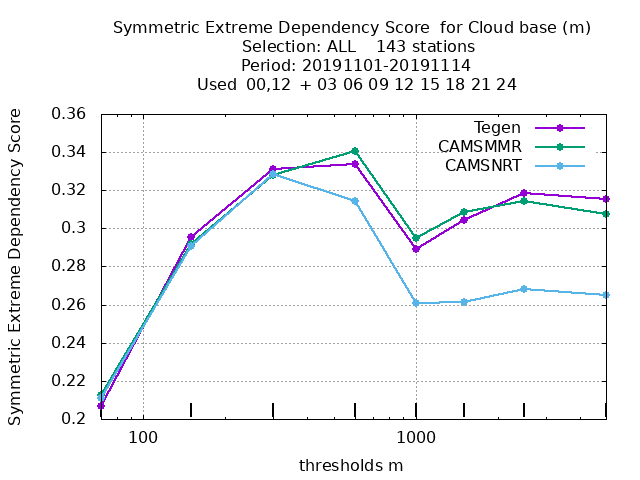 Symmetric Extreme Dependency Score  for Cloud base (m)
Selection: ALL    143 stations
Period: 20191101-20191114
Used  00,12  + 03 06 09 12 15 18 21 24
Symmetric Extreme Dependency Score
0.36
0.34
0.32
0.3
0.28
0.26
0.24
0.22
0.2
Tegen
CAMSMMR
CAMSNRT
100
1000
thresholds m